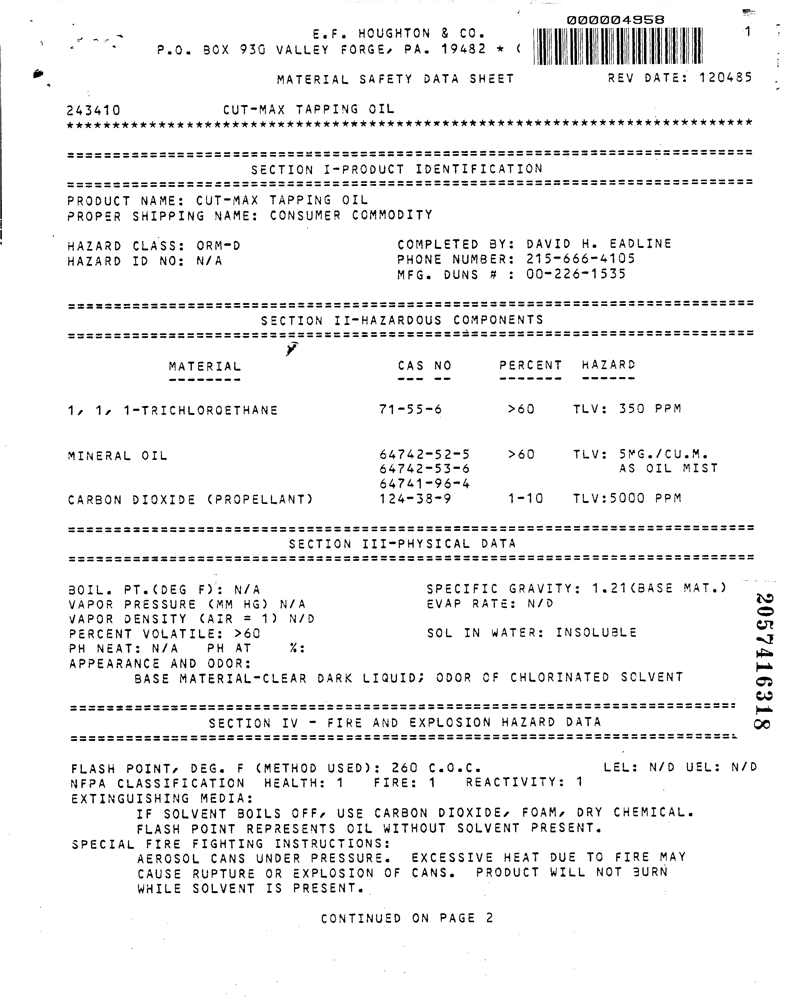 000004958
E.F. HOUGHTON & CO. 1
P.O. BOX 930 VALLEY FORGE, PA. 19482 * (
MATERIAL SAFETY DATA SHEET REV DATE: 120485
243410 CUT-MAX TAPPING OIL
***************************************************************************
===========================================================================
SECTION I-PRODUCT IDENTIFICATION
===========================================================================
PRODUCT NAME: CUT-MAX TAPPING OIL
PROPER SHIPPING NAME: CONSUMER COMMODITY
HAZARD CLASS: ORM-D COMPLETED BY: DAVID H. EADLINE
HAZARD ID NO: N/A PHONE NUMBER: 215-666-4105
MFG. DUNS # : 00-226-1535
===========================================================================
SECTION II-HAZARDOUS COMPONENTS
===========================================================================
MATERIAL CAS NO PERCENT HAZARD
-------- --- -- ------- ------
1, 1, 1-TRICHLOROETHANE 71-55-6 >60 TLV: 350 PPM
MINERAL OIL 64742-52-5 >60 TLV: 5MG./CU.M.
64742-53-6 AS OIL MIST
64741-96-4
CARBON DIOXIDE (PROPELLANT) 124-38-9 1-10 TLV:5000 PPM
===========================================================================
SECTION III-PHYSICAL DATA
===========================================================================
BOIL. PT.(DEG F): N/A SPECIFIC GRAVITY: 1.21(BASE MAT.)
VAPOR PRESSURE (MM HG) N/A EVAP RATE: N/D
VAPOR DENSITY (AIR = 1) N/D
PERCENT VOLATILE: >60 SOL IN WATER: INSOLUBLE
PH NEAT: N/A PH AT %:
APPEARANCE AND ODOR:
BASE MATERIAL-CLEAR DARK LIQUID; ODOR OF CHLORINATED SOLVENT
=========================================================================
SECTION IV - FIRE AND EXPLOSION HAZARD DATA
=========================================================================
FLASH POINT, DEG. F (METHOD USED): 260 C.O.C. LEL: N/D UEL: N/D
NFPA CLASSIFICATION HEALTH: 1 FIRE: 1 REACTIVITY: 1
EXTINGUISHING MEDIA:
IF SOLVENT BOILS OFF, USE CARBON DIOXIDE, FOAM, DRY CHEMICAL.
FLASH POINT REPRESENTS OIL WITHOUT SOLVENT PRESENT.
SPECIAL FIRE FIGHTING INSTRUCTIONS:
AEROSOL CANS UNDER PRESSURE. EXCESSIVE HEAT DUE TO FIRE MAY
CAUSE RUPTURE OR EXPLOSION OF CANS. PRODUCT WILL NOT BURN
WHILE SOLVENT IS PRESENT.
CONTINUED ON PAGE 2
2057416318